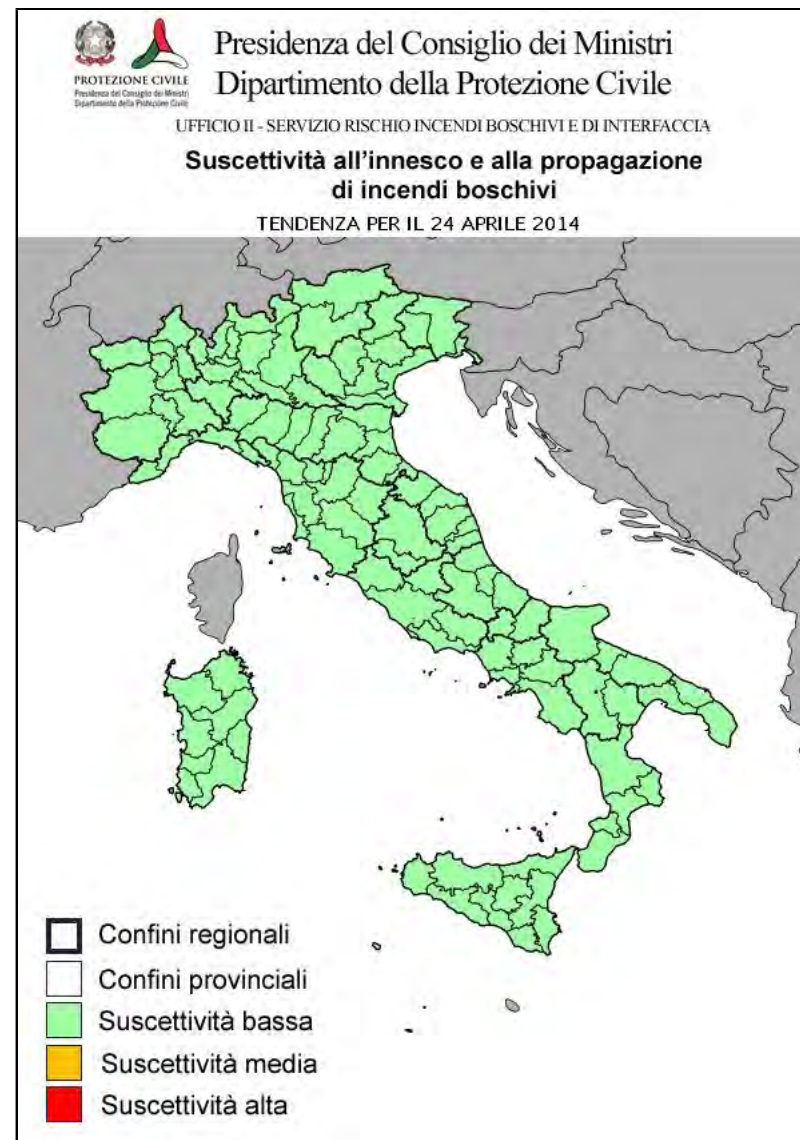 PROTEZIONE CIVILE
Presidenza del Consiglio dei Ministri
Dipartimento della Protezione Civile
Presidenza del Consiglio dei Ministri
Dipartimento della Protezione Civile
UFFICIO II - SERVIZIO RISCHIO INCENDI BOSCHIVI E DI INTERFACCIA
Suscettività all'innesco e alla propagazione
di incendi boschivi
TENDENZA PER IL 24 APRILE 2014
Confini regionali
Confini provinciali
Suscettività bassa
Suscettività media
Suscettività alta